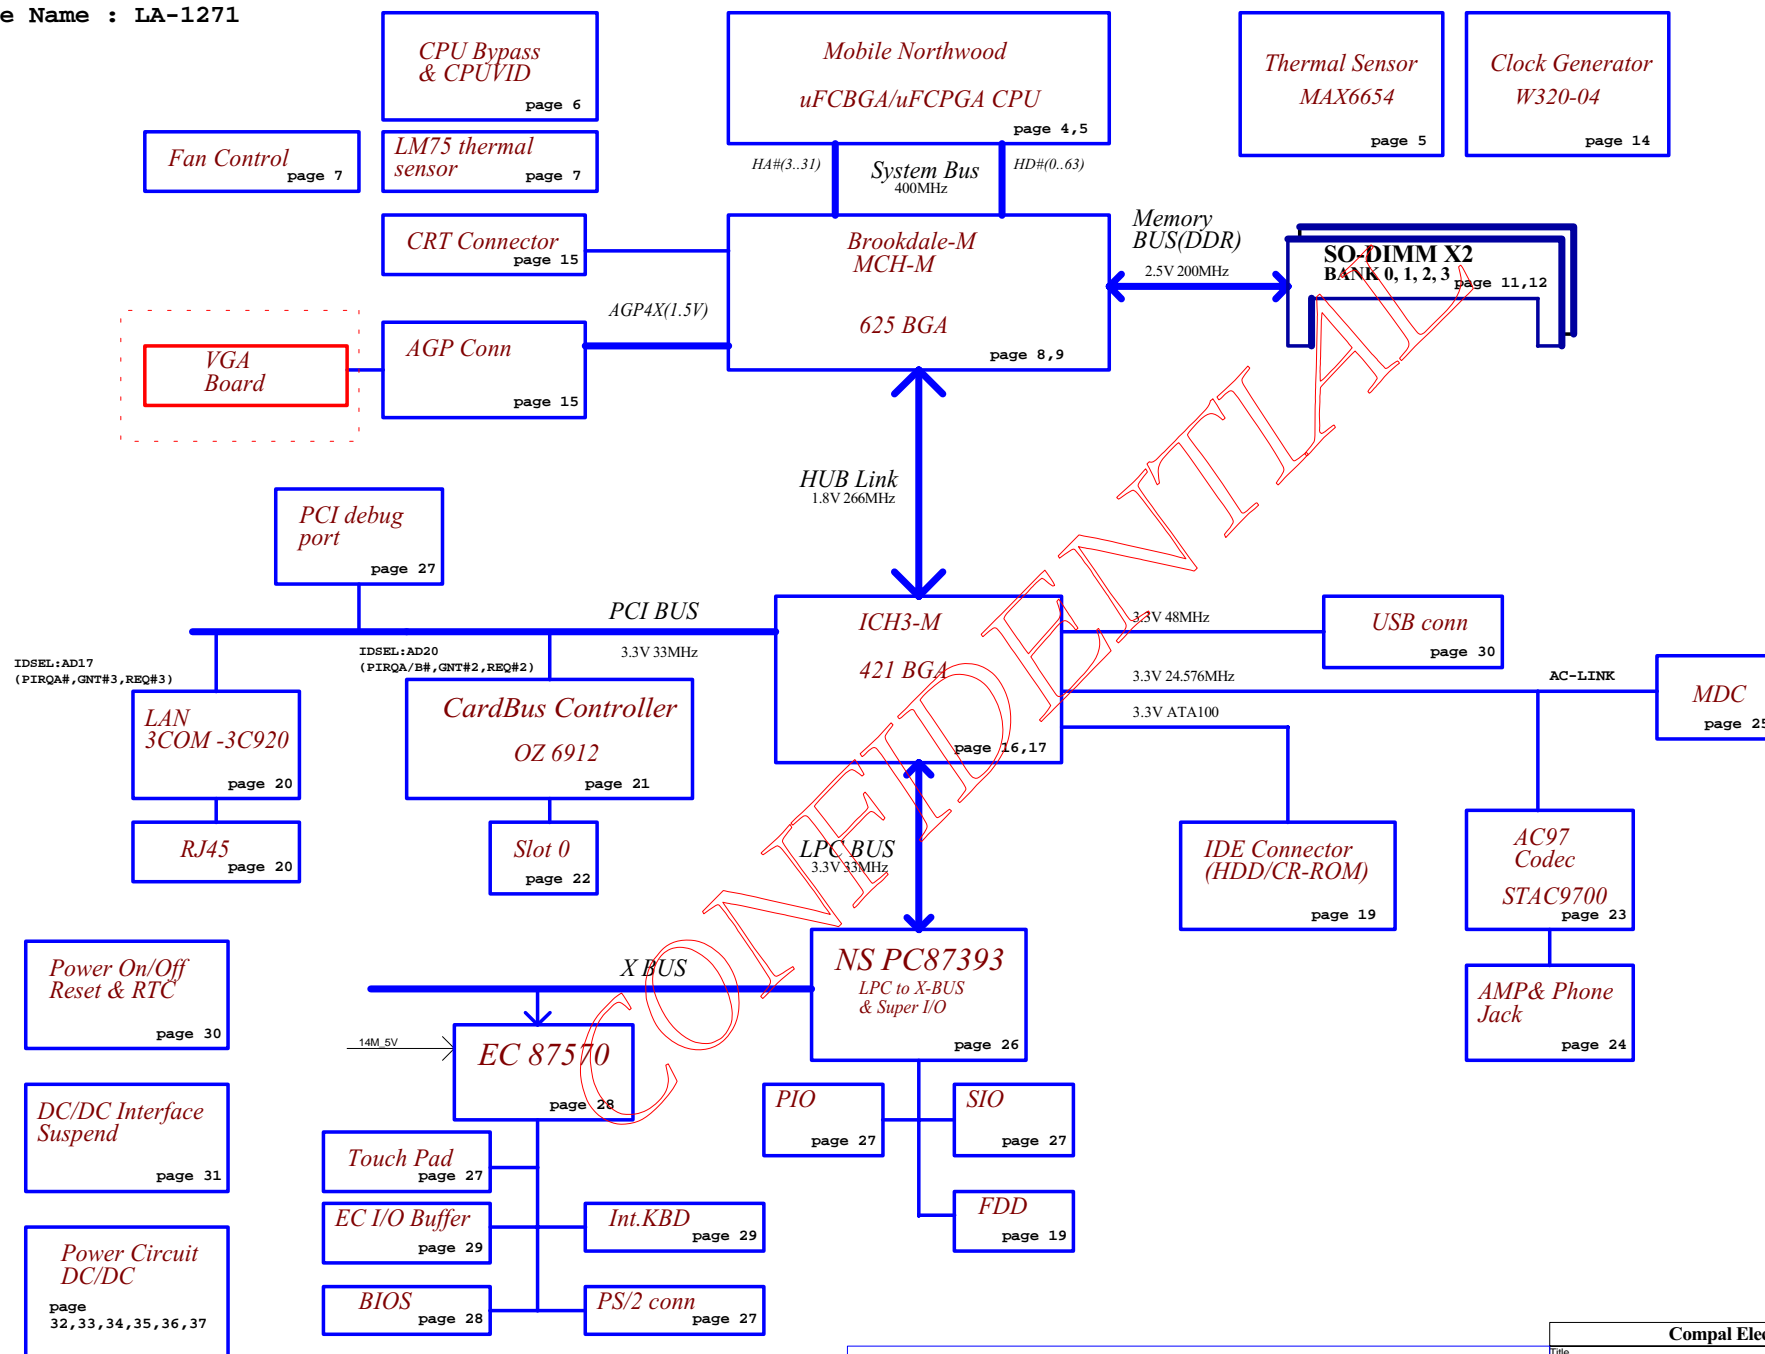 e Name : LA-1271
CPU Bypass
& CPUVID
page 6
Mobile Northwood
uFCBGA/uFCPGA CPU
page 4,5
Thermal Sensor
MAX6654
page 5
Clock Generator
W320-04
page 14
Fan Control
page 7
LM75 thermal
sensor
page 7
HA#(3..31)
System Bus
400MHz
HD#(0..63)
CRT Connector
page 15
Brookdale-M
MCH-M
625 BGA
page 8,9
Memory
BUS(DDR)
2.5V 200MHz
SO-DIMM X2
BANK 0, 1, 2, 3
page 11,12
AGP4X(1.5V)
VGA
Board
AGP Conn
page 15
HUB Link
1.8V 266MHz
PCI debug
port
page 27
PCI BUS
3.3V 33MHz
IDSEL:AD17
(PIRQA#,GNT#3,REQ#3)
IDSEL:AD20
(PIRQA/B#,GNT#2,REQ#2)
ICH3-M
421 BGA
page 16,17
3.3V 48MHz
USB conn
page 30
3.3V 24.576MHz
AC-LINK
MDC
page 25
3.3V ATA100
LAN
3COM -3C920
page 20
CardBus Controller
OZ 6912
page 21
RJ45
page 20
Slot 0
page 22
LPC BUS
3.3V 33MHz
IDE Connector
(HDD/CR-ROM)
page 19
AC97
Codec
STAC9700
page 23
Power On/Off
Reset & RTC
page 30
X BUS
NS PC87393
LPC to X-BUS
& Super I/O
page 26
AMP& Phone
Jack
page 24
14M_5V
EC 87570
page 28
DC/DC Interface
Suspend
page 31
PIO
page 27
SIO
page 27
Touch Pad
page 27
EC I/O Buffer
page 29
Int.KBD
page 29
FDD
page 19
Power Circuit
DC/DC
page
32,33,34,35,36,37
BIOS
page 28
PS/2 conn
page 27
CONFIDENTIAL
Compal Elec
Title